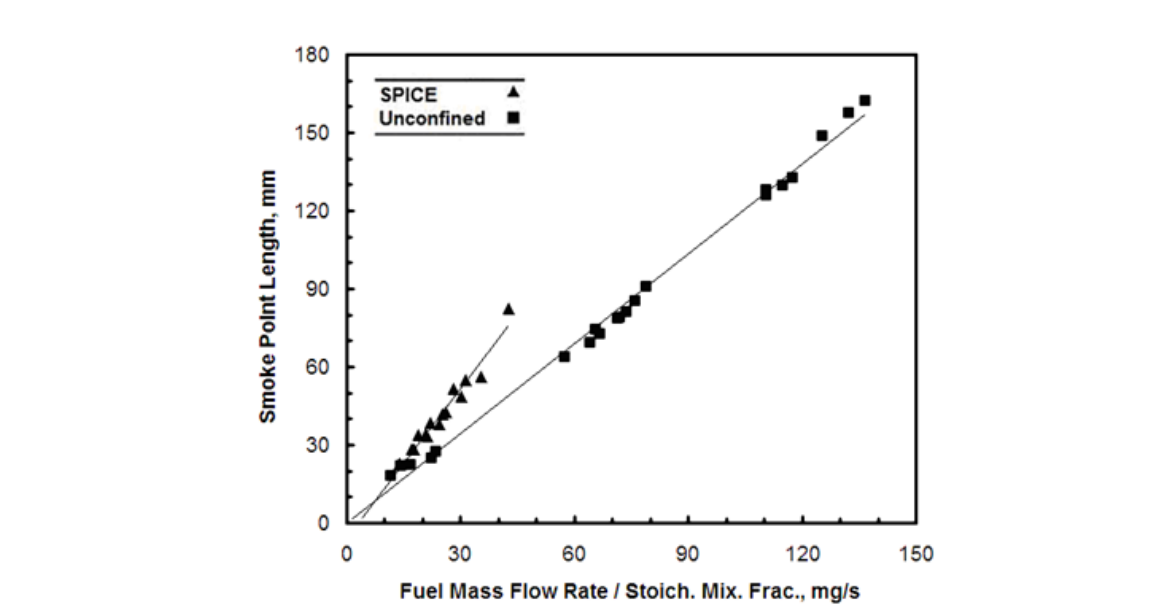 180
SPICE
Unconfined
150
120
90
60
30
0
Smoke Point Length, mm
0 30 60 90 120 150
Fuel Mass Flow Rate / Stoich. Mix. Frac., mg/s